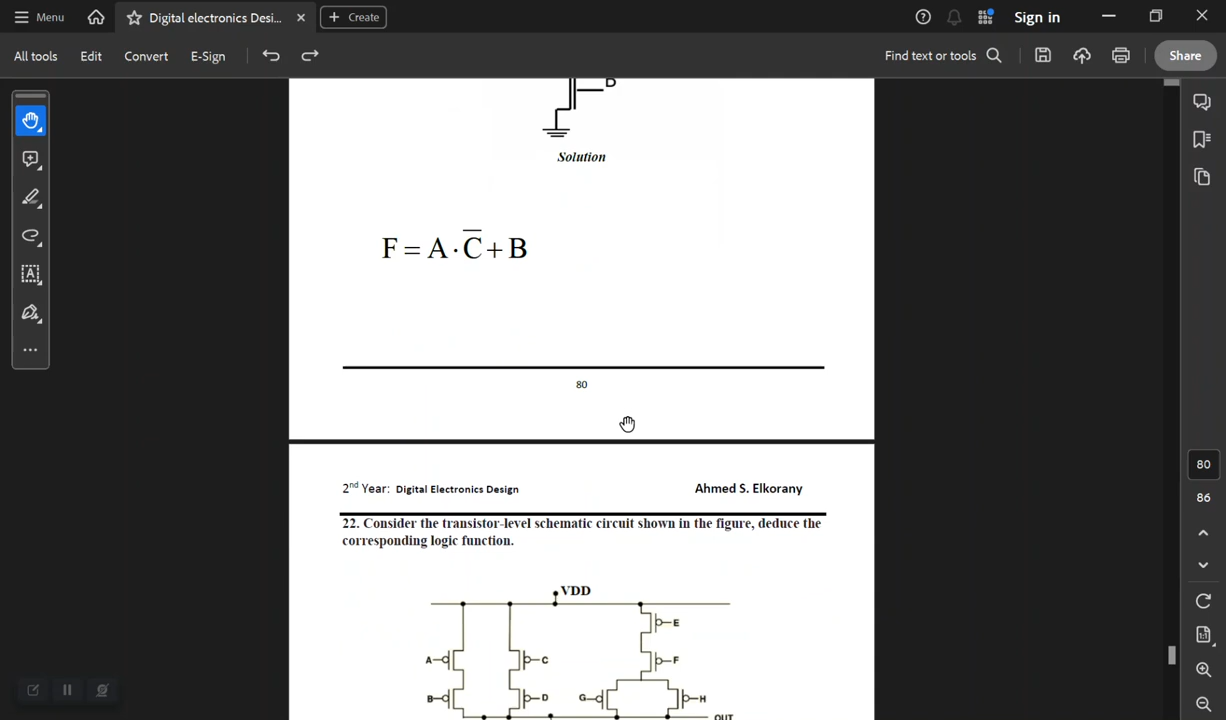 Menu
Digital electronics Desi...
Create
Sign in
All tools Edit Convert E-Sign
Find text or tools
Share
Solution
F = A · C̅ + B
80
2nd Year: Digital Electronics Design Ahmed S. Elkorany
22. Consider the transistor-level schematic circuit shown in the figure, deduce the
corresponding logic function.
VDD
E
A C F
B D G H
OUT
80
86
1:1